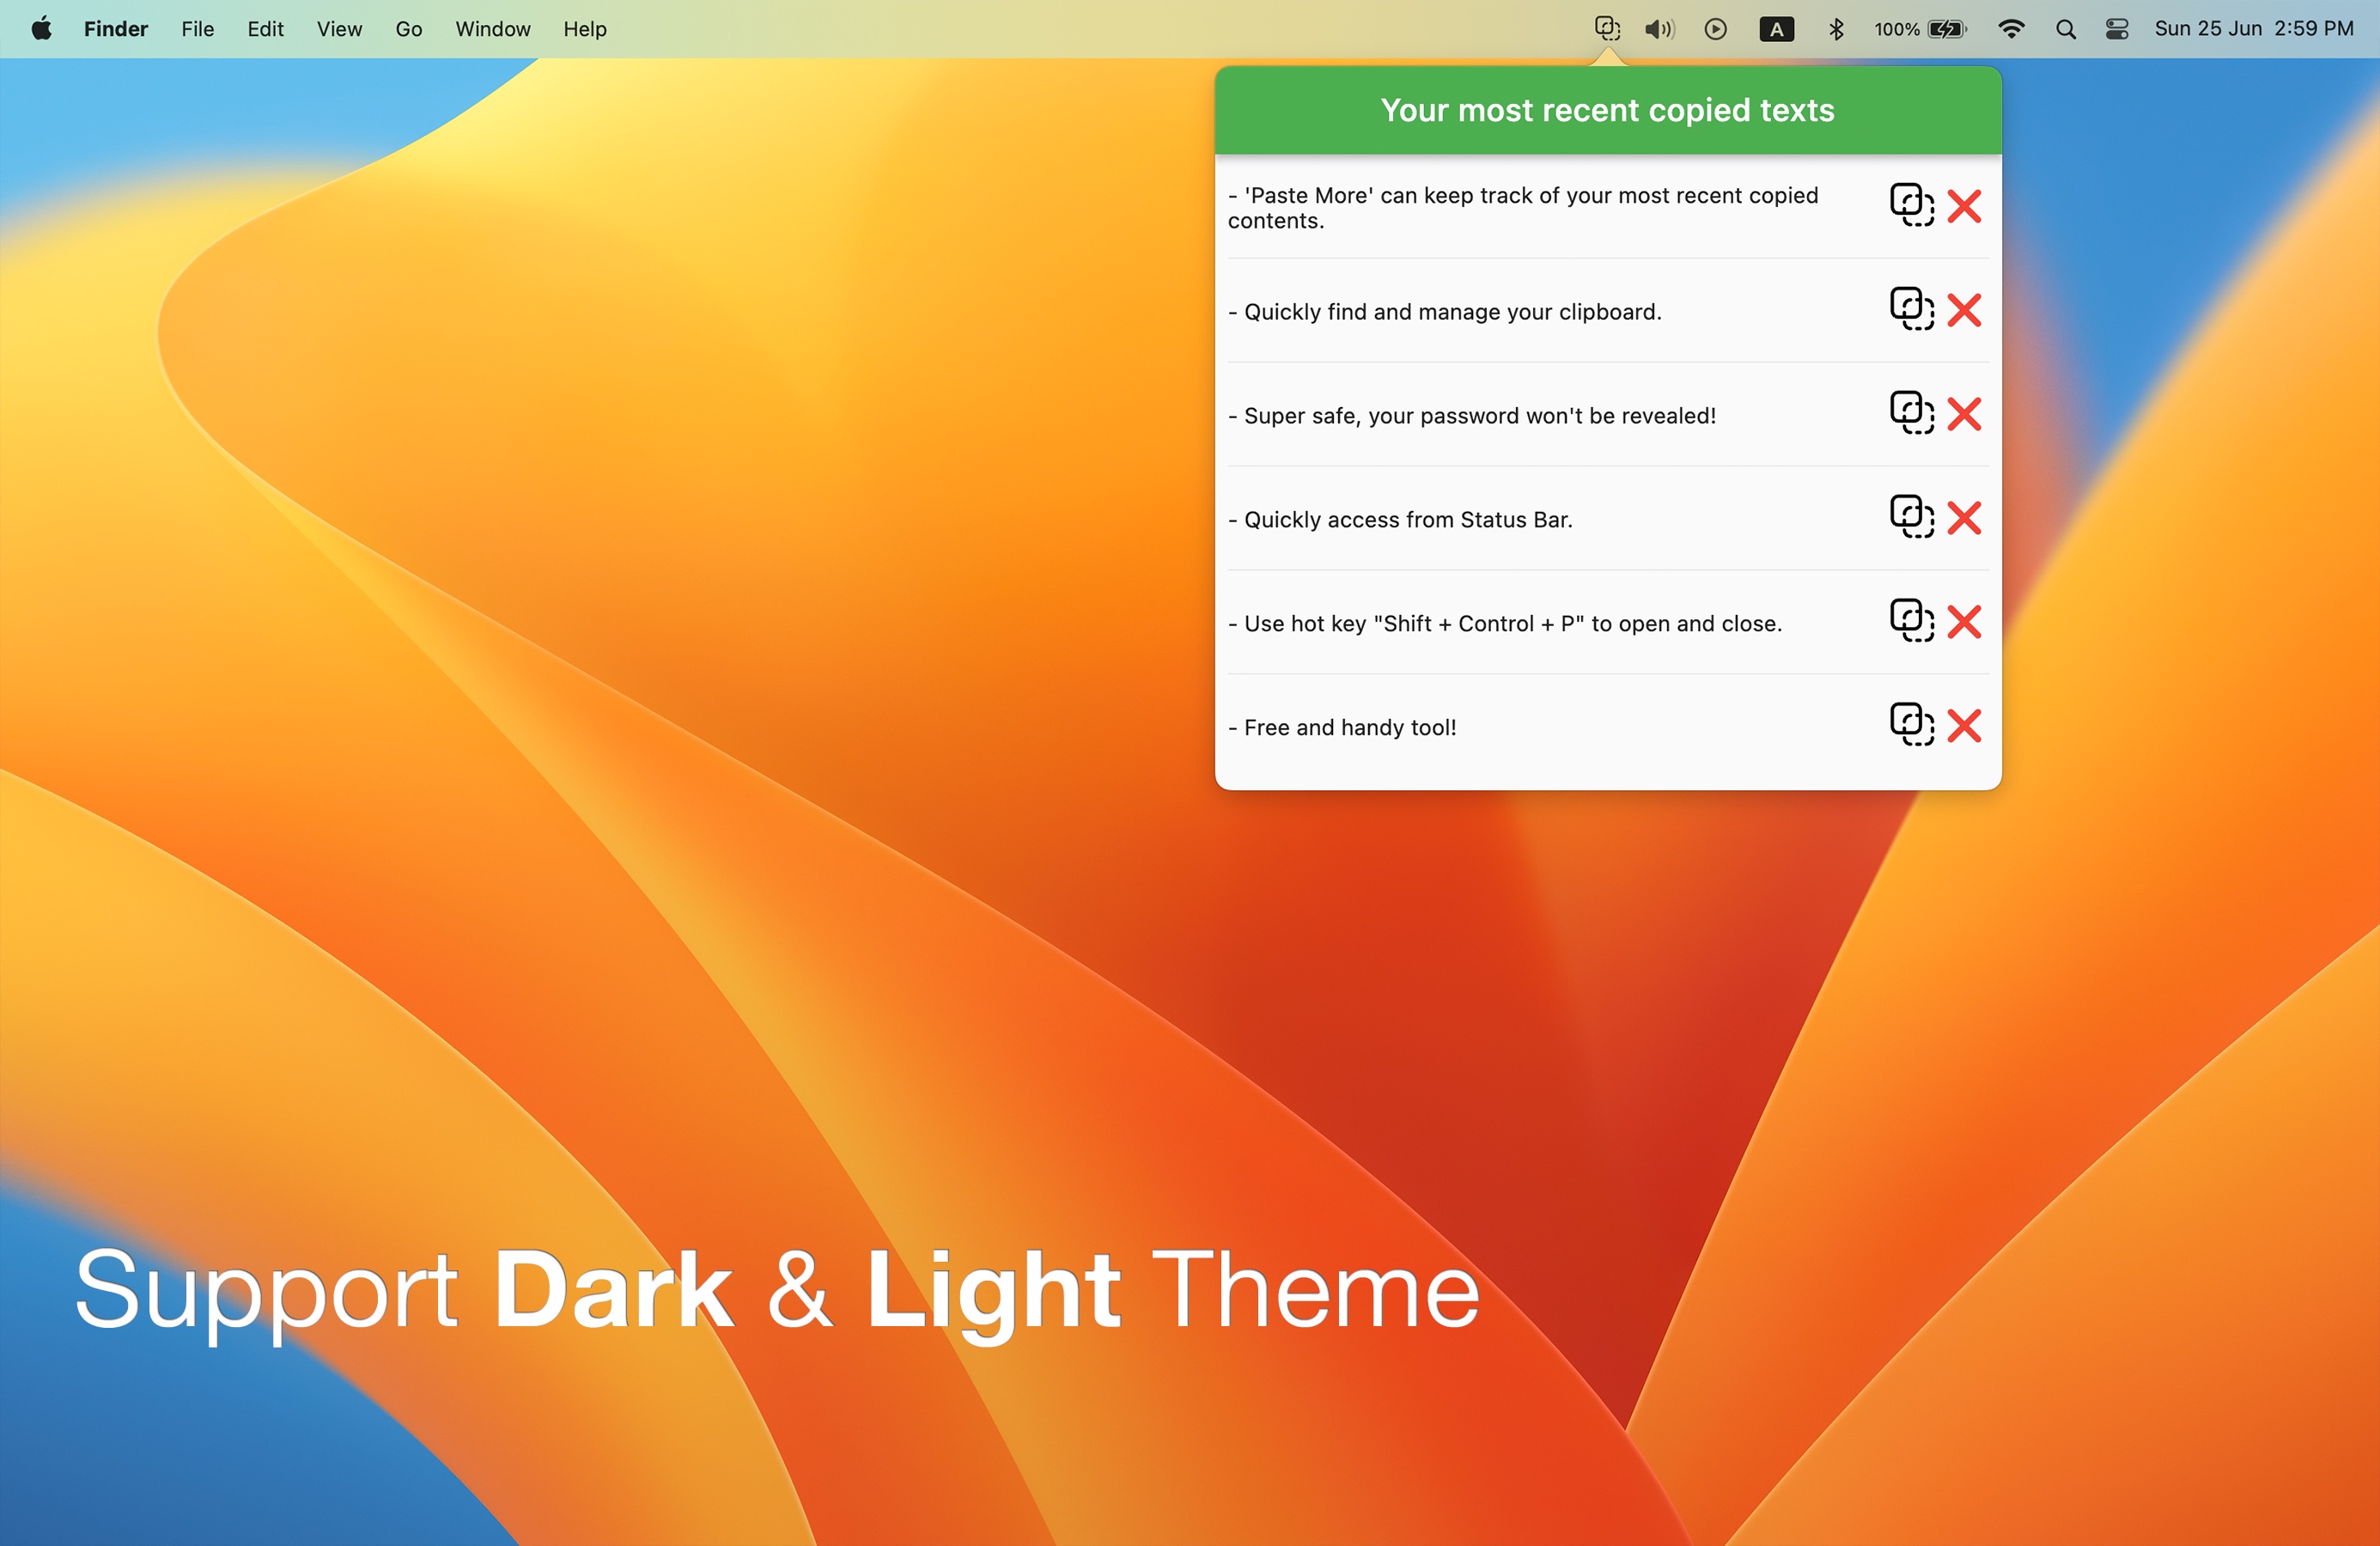 Finder File Edit View Go Window Help A 100% Sun 25 Jun 2:59 PM
Your most recent copied texts
- 'Paste More' can keep track of your most recent copied
contents.
- Quickly find and manage your clipboard.
- Super safe, your password won't be revealed!
- Quickly access from Status Bar.
- Use hot key "Shift + Control + P" to open and close.
- Free and handy tool!
Support Dark & Light Theme